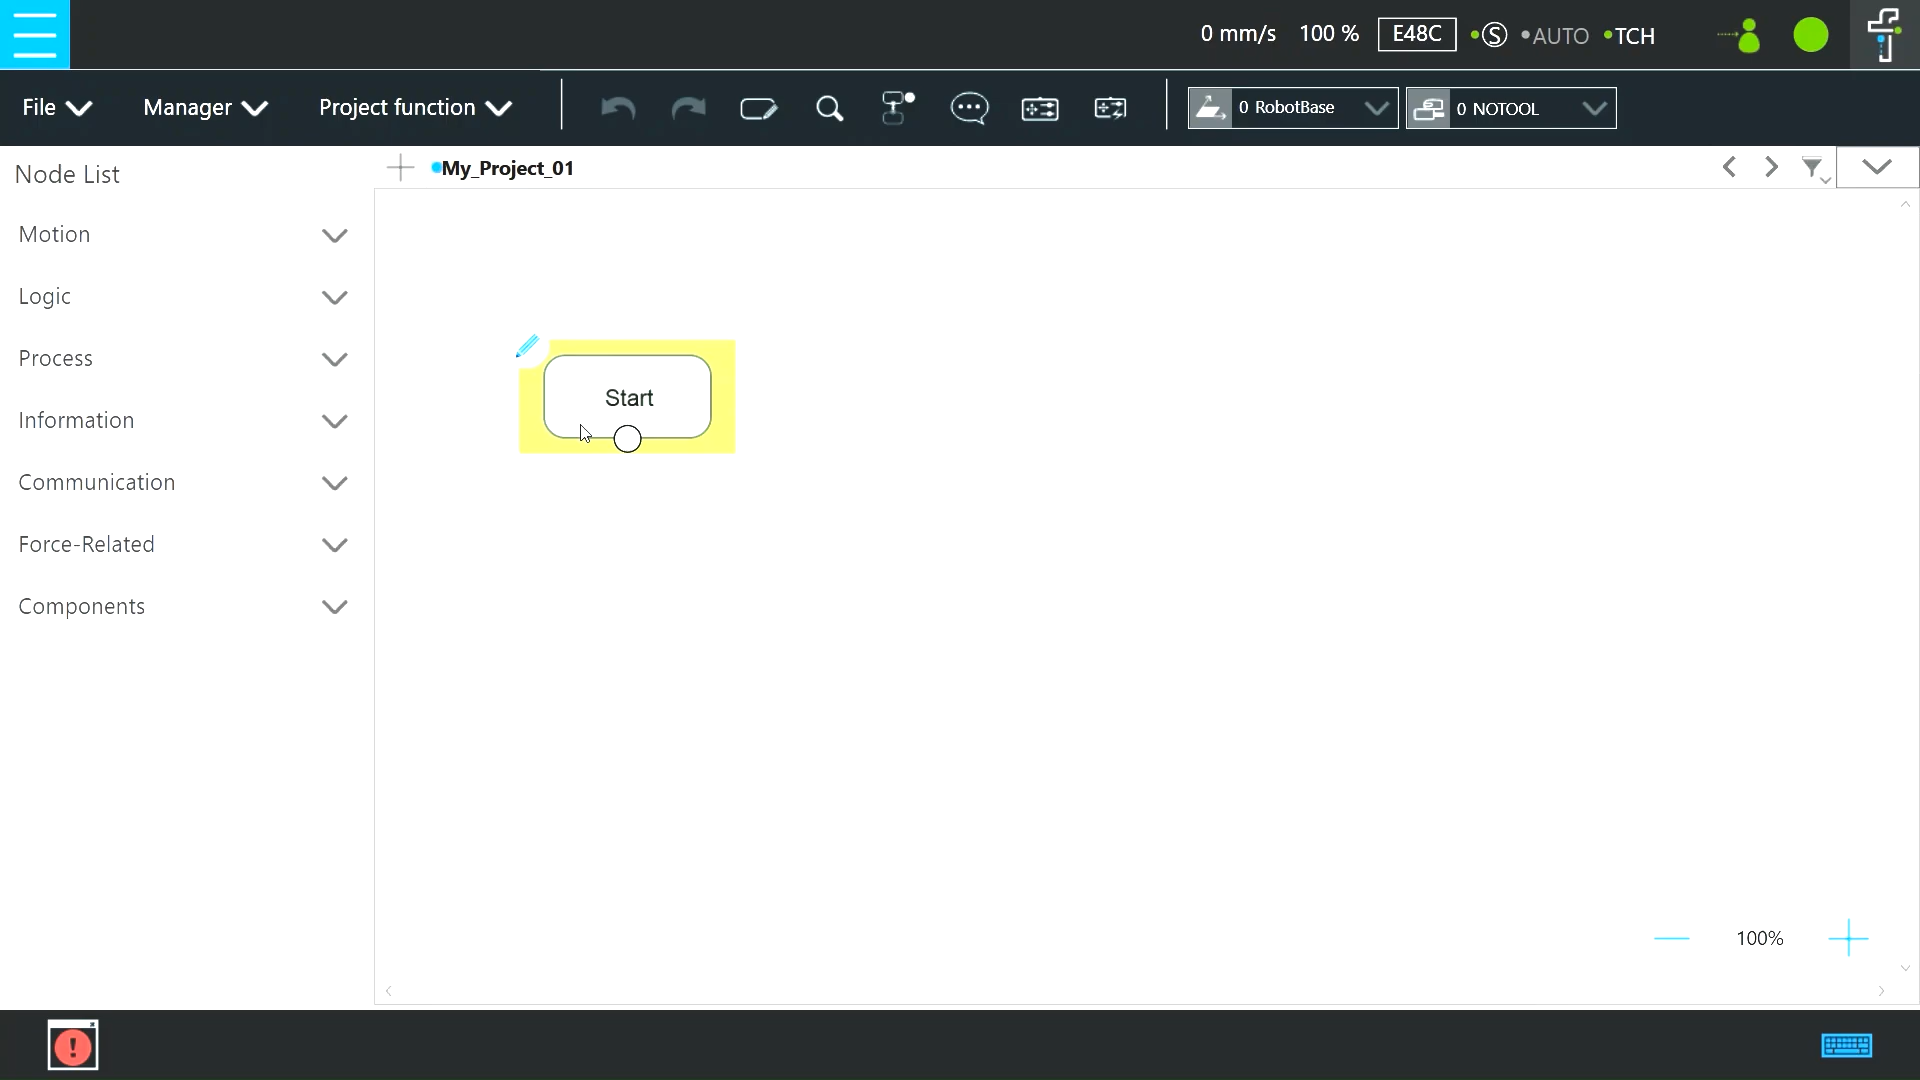 0 mm/s 100 % E48C S AUTO TCH
File Manager Project function 0 RobotBase 0 NOTOOL
Node List
My_Project_01
Motion
Logic
Process
Information
Communication
Force-Related
Components
Start
100%